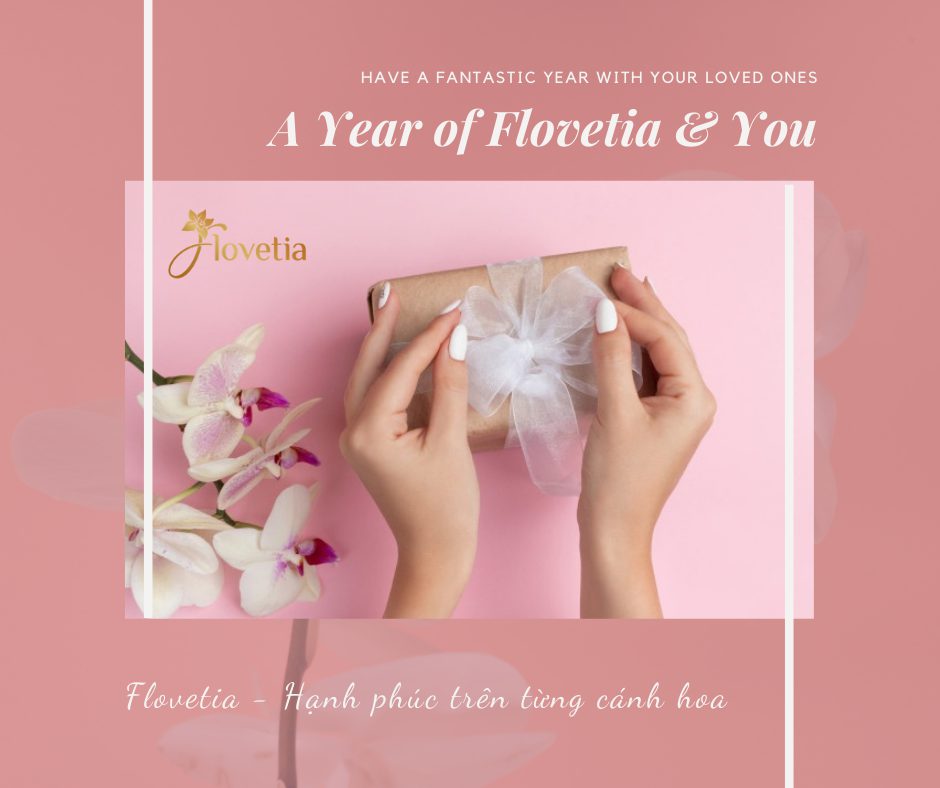 HAVE A FANTASTIC YEAR WITH YOUR LOVED ONES
A Year of Flovetia & You
Flovetia
Flovetia - Hạnh phúc trên từng cánh hoa